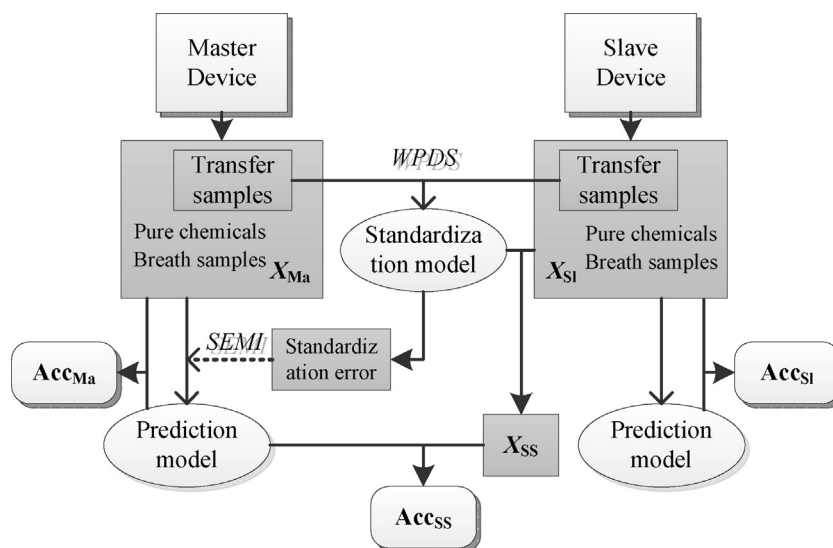 Master
Device
Slave
Device
Transfer
samples
Pure chemicals
Breath samples
XMa
WPDS
Transfer
samples
Pure chemicals
Breath samples
XSl
Standardiza
tion model
SEMI
Standardiz
ation error
AccMa
AccSl
Prediction
model
XSS
Prediction
model
AccSS